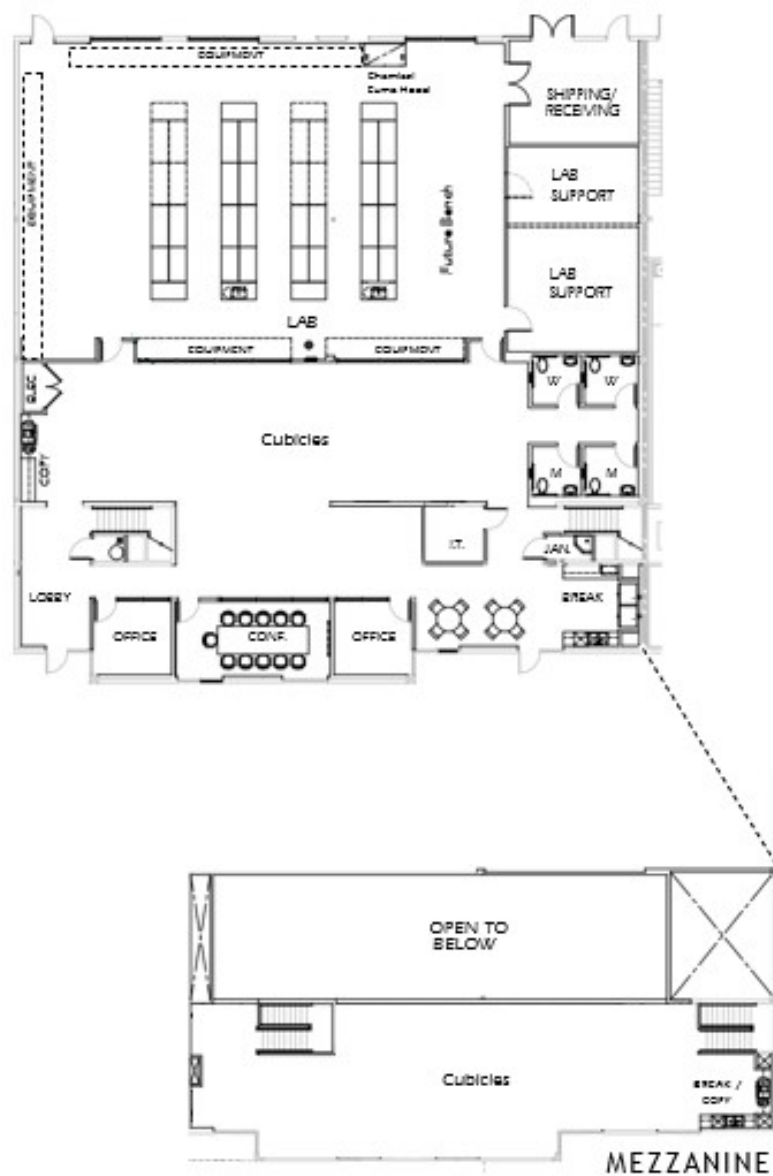 EQUIPMENT
Chemical
Fume Hood
SHIPPING/
RECEIVING
EQUIPMENT
LAB
SUPPORT
Future Bench
LAB
SUPPORT
LAB
EQUIPMENT
EQUIPMENT
ELEC
W
W
Cubicles
COPY
M
M
I.T.
JAN.
LOBBY
BREAK
OFFICE
CONF.
OFFICE
OPEN TO
BELOW
Cubicles
BREAK /
COPY
MEZZANINE